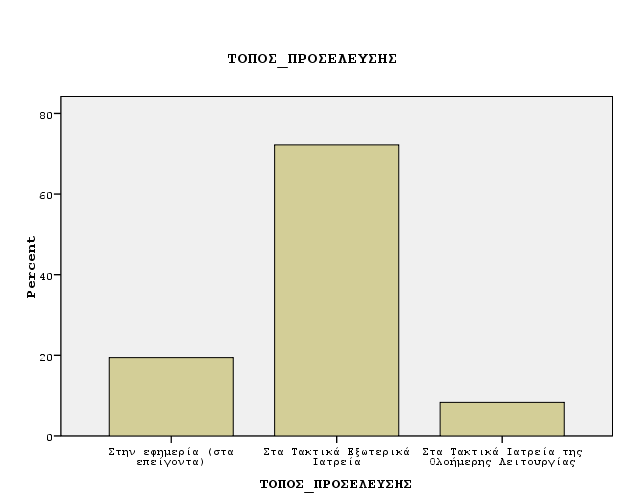 ΤΟΠΟΣ_ΠΡΟΣΕΛΕΥΣΗΣ
80
60
40
20
0
Percent
Στην εφημερία (στα
επείγοντα)
Στα Τακτικά Εξωτερικά
Ιατρεία
Στα Τακτικά Ιατρεία της
Ολοήμερης Λειτουργίας
ΤΟΠΟΣ_ΠΡΟΣΕΛΕΥΣΗΣ